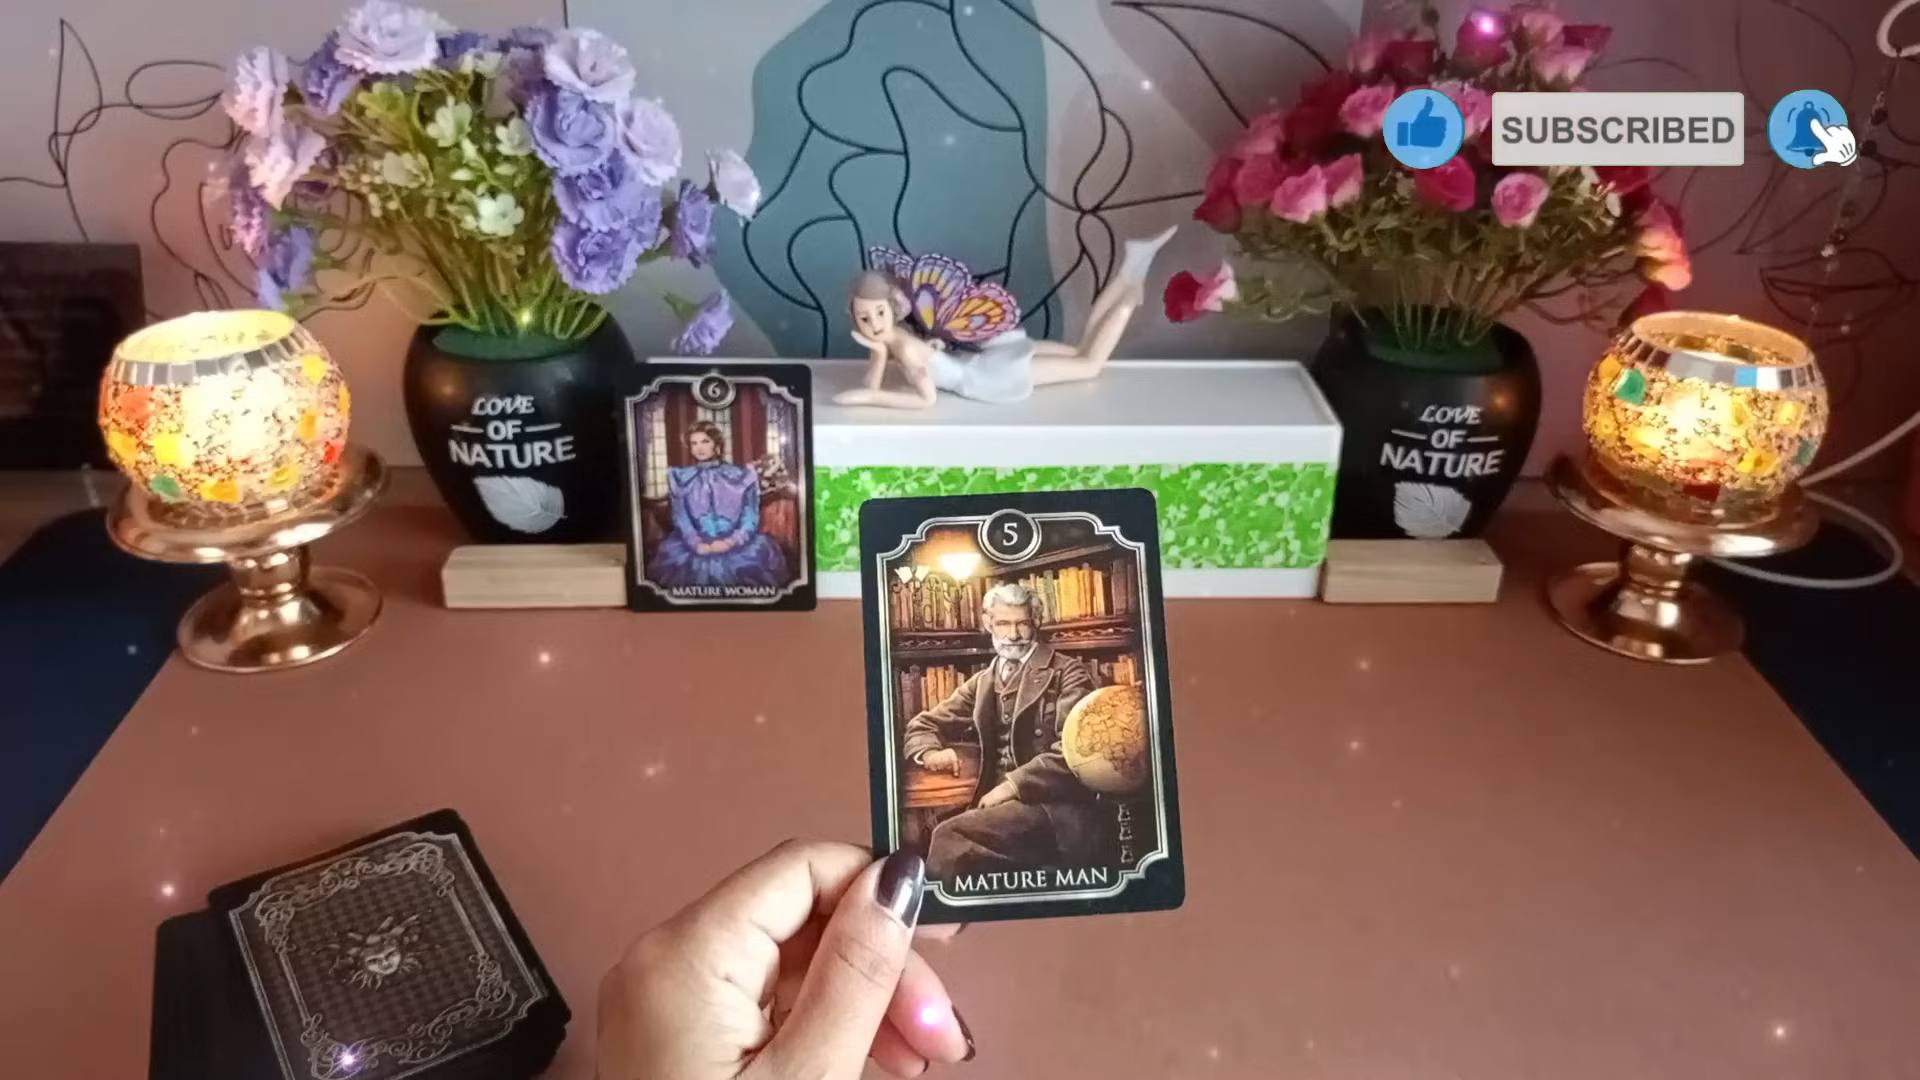 SUBSCRIBED
LOVE
OF
NATURE
LOVE
OF
NATURE
6
MATURE WOMAN
5
MATURE MAN